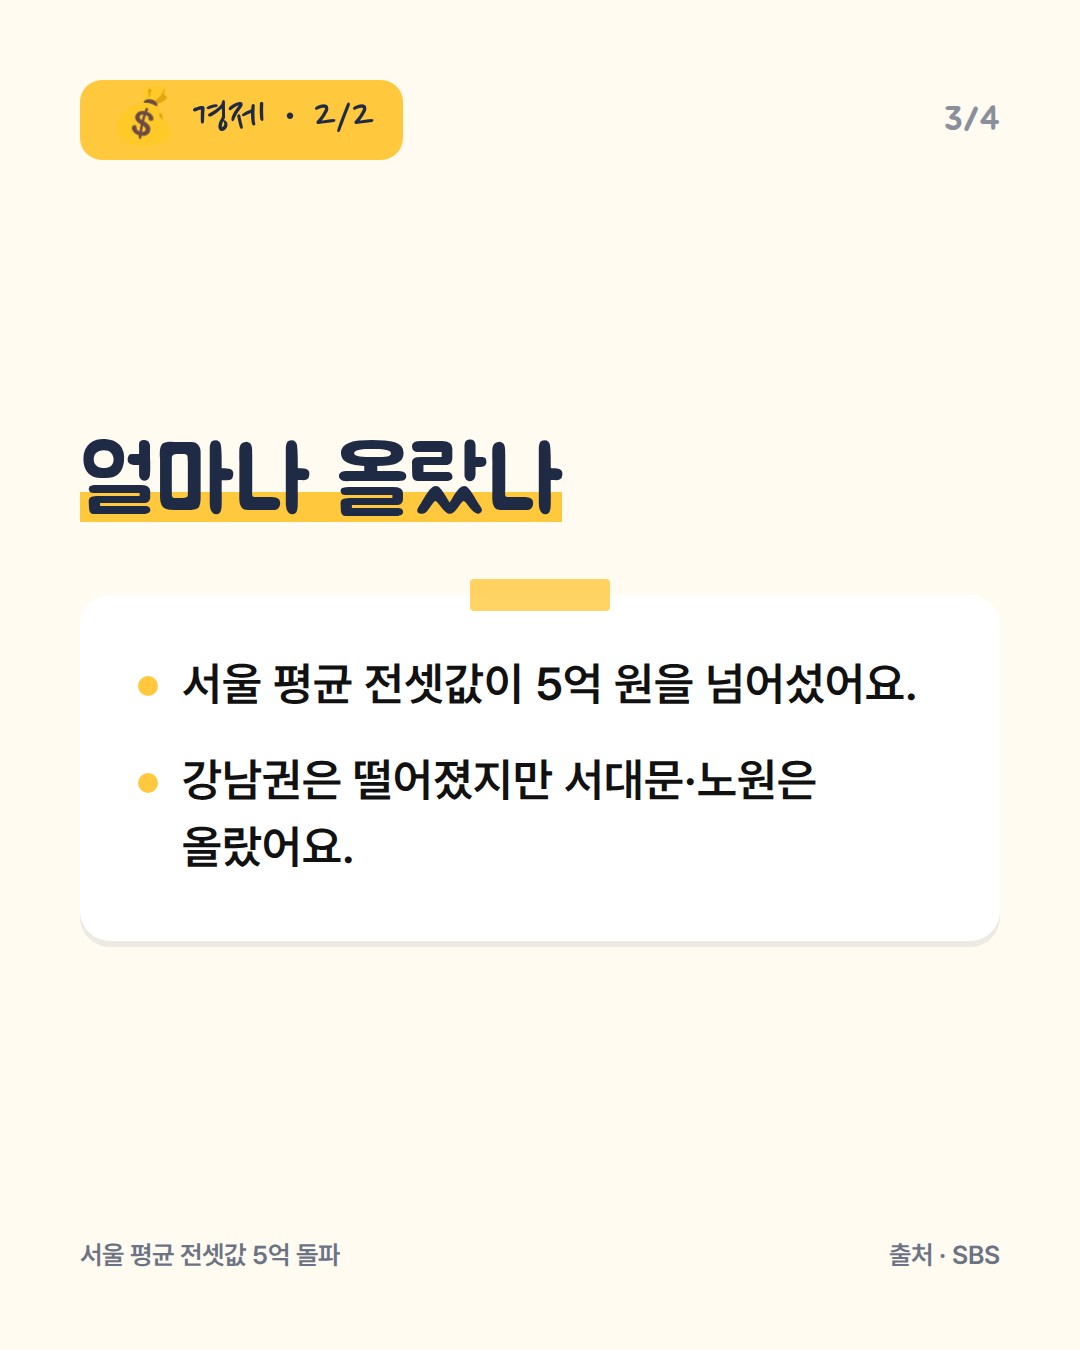 경제 · 2/2
3/4
얼마나 올랐나
서울 평균 전셋값이 5억 원을 넘어섰어요.
강남권은 떨어졌지만 서대문·노원은
올랐어요.
서울 평균 전셋값 5억 돌파
출처 · SBS